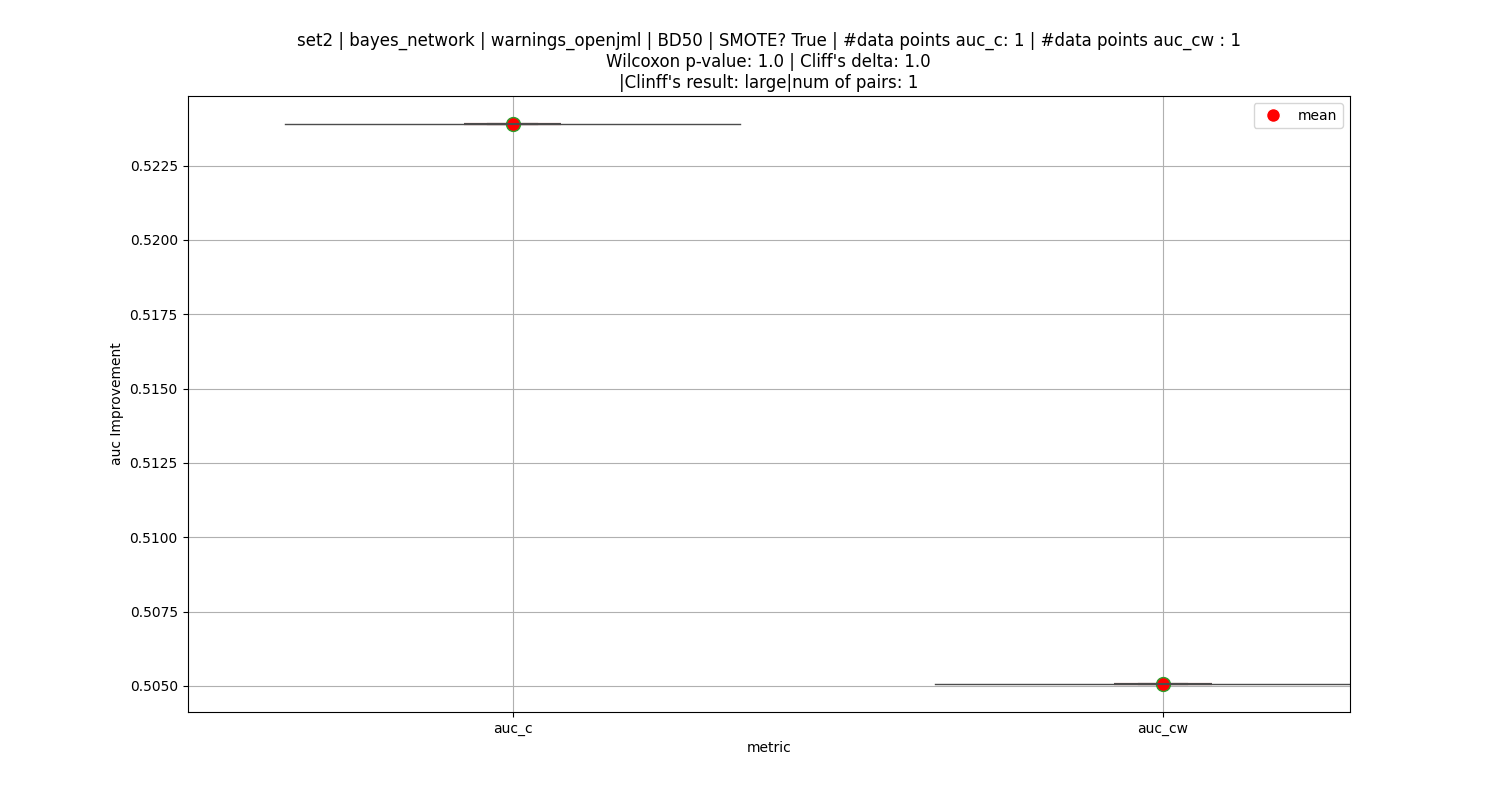 set2 | bayes_network | warnings_openjml | BD50 | SMOTE? True | #data points auc_c: 1 | #data points auc_cw : 1
Wilcoxon p-value: 1.0 | Cliff's delta: 1.0
|Clinff's result: large|num of pairs: 1
mean
0.5225
0.5200
0.5175
0.5150
0.5125
0.5100
0.5075
0.5050
auc Improvement
auc_c
auc_cw
metric